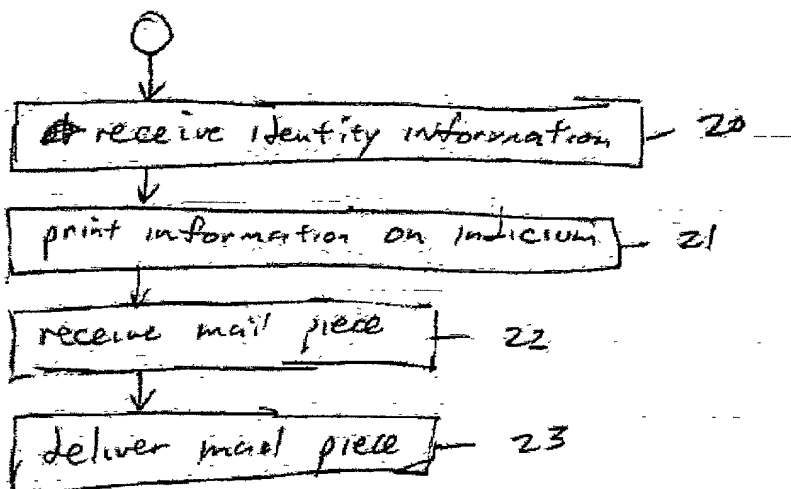 receive identity information 20
print information on indicium 21
receive mail piece 22
deliver mail piece 23